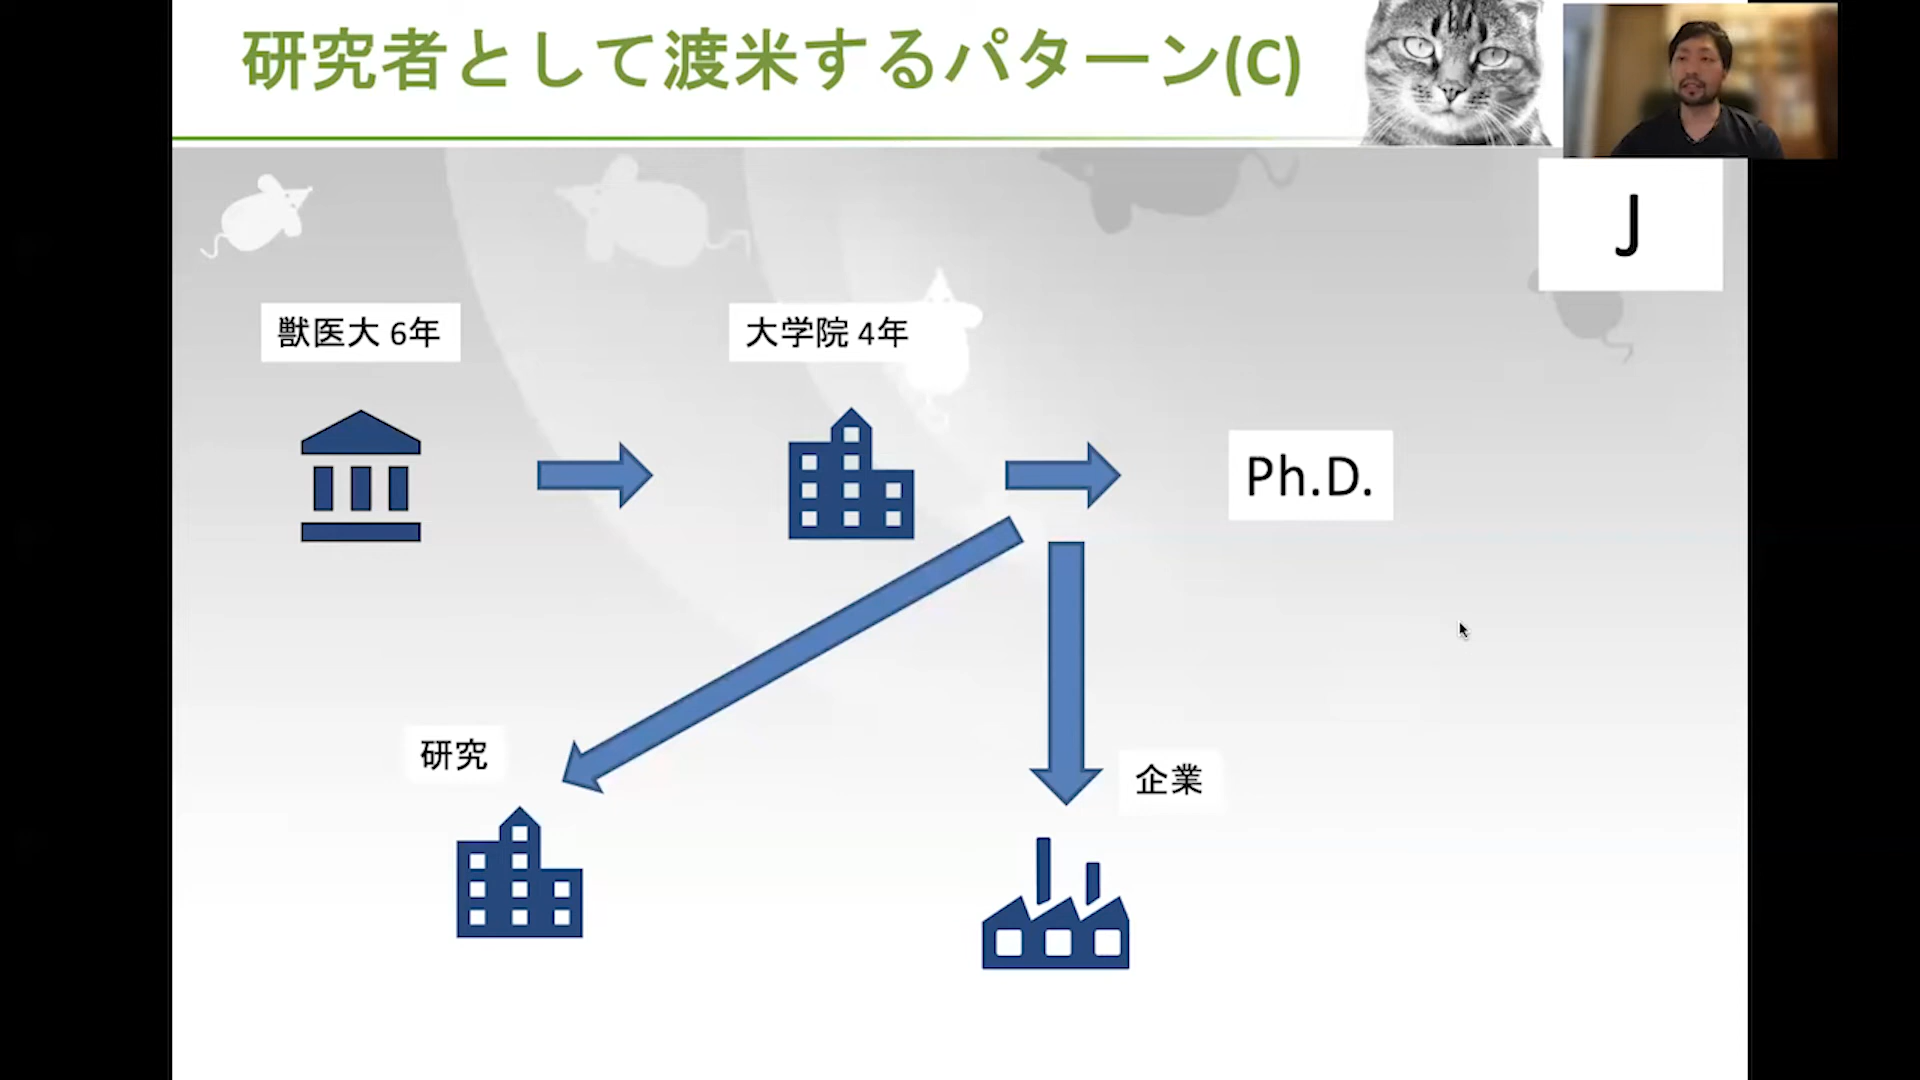 研究者として渡米するパターン(C)
J
獣医大 6年
大学院 4年
Ph.D.
研究
企業